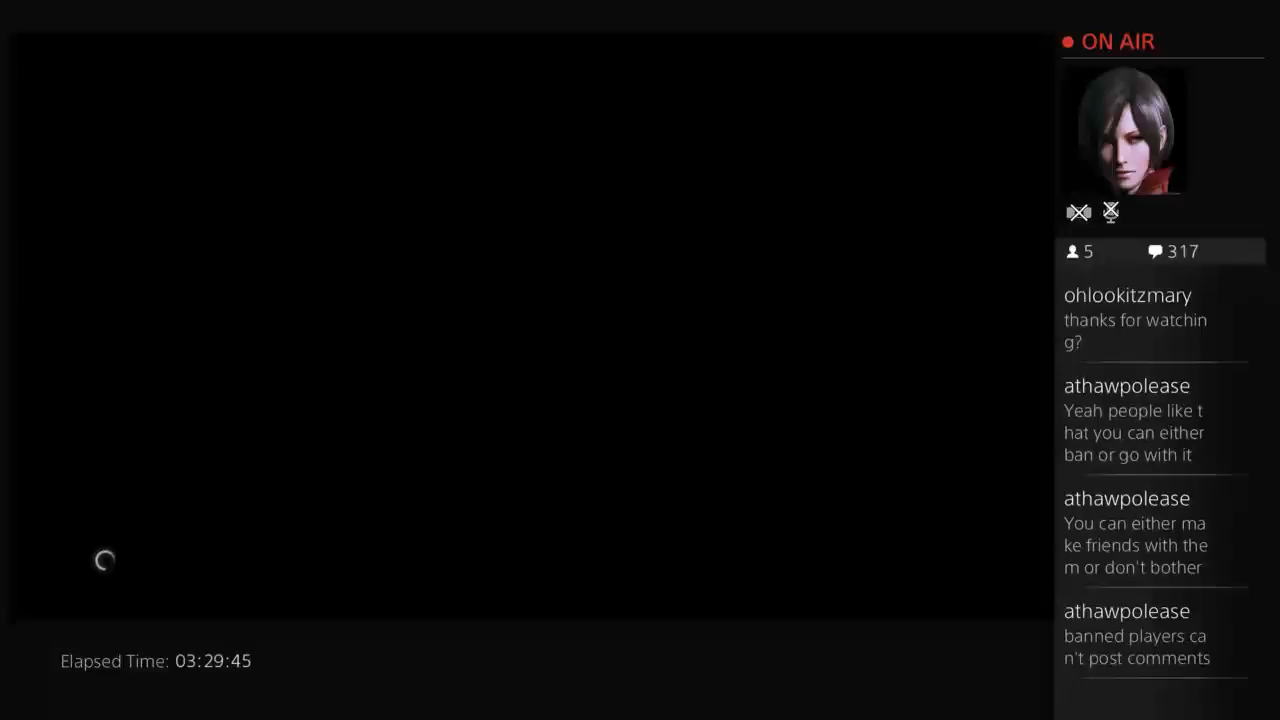 ON AIR
5 317
ohlookitzmary
thanks for watchin
g?
athawpolease
Yeah people like t
hat you can either
ban or go with it
athawpolease
You can either ma
ke friends with the
m or don't bother
athawpolease
banned players ca
n't post comments
Elapsed Time: 03:29:45